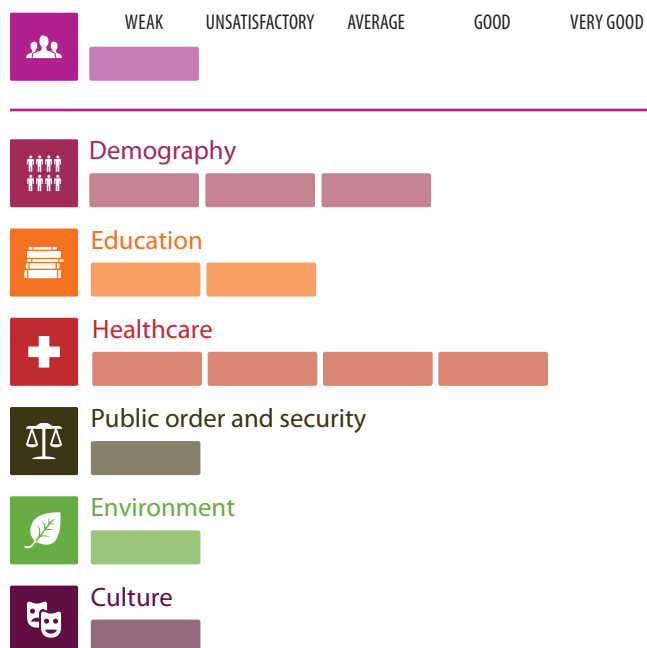 WEAK UNSATISFACTORY AVERAGE GOOD VERY GOOD
Demography
Education
Healthcare
Public order and security
Environment
Culture